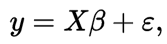 y = Xβ + ε,